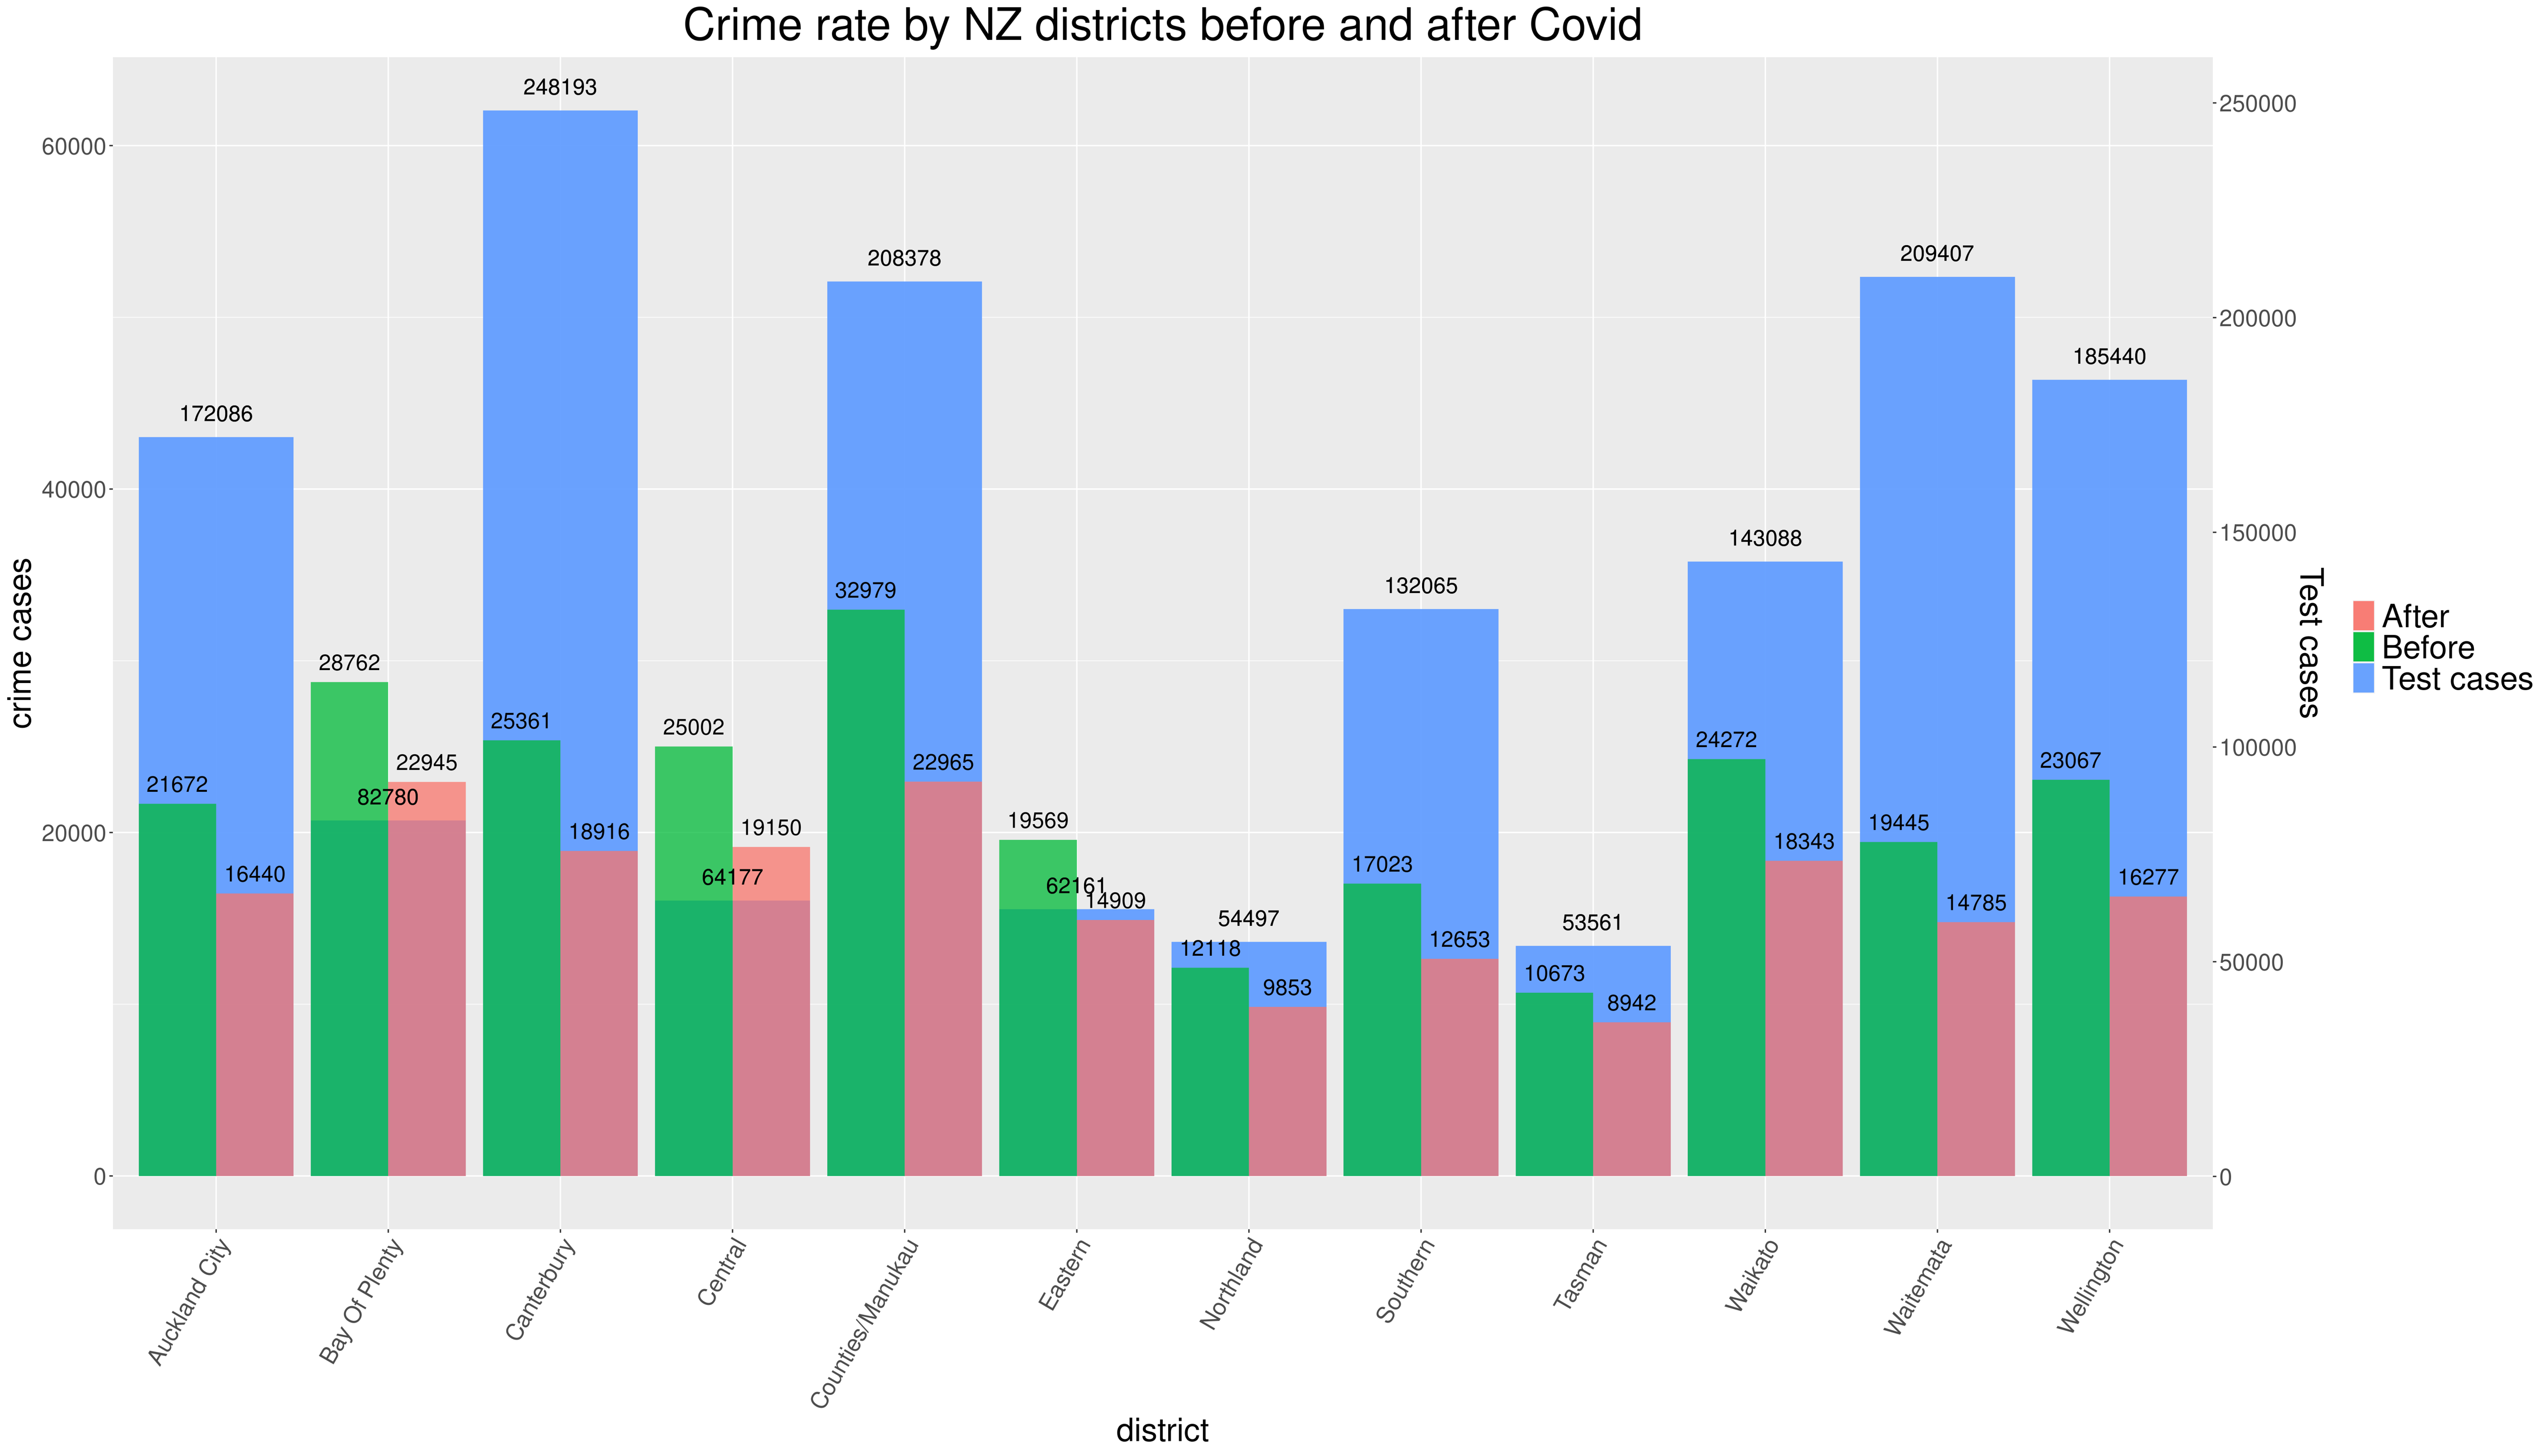 Crime rate by NZ districts before and after Covid
crime cases
60000
40000
20000
0
172086
21672
16440
28762
22945
82780
248193
25361
18916
25002
19150
64177
208378
32979
22965
19569
62161
14909
54497
12118
9853
132065
17023
12653
53561
10673
8942
143088
24272
18343
209407
19445
14785
185440
23067
16277
250000
200000
150000
100000
50000
0
Test cases
After
Before
Test cases
Auckland City
Bay Of Plenty
Canterbury
Central
Counties/Manukau
Eastern
Northland
Southern
Tasman
Waikato
Waitemata
Wellington
district